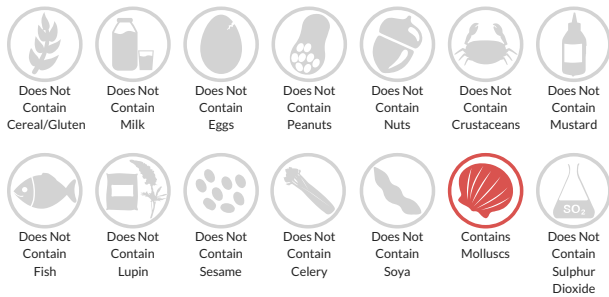 Does Not Contain Cereal/Gluten
Does Not Contain Milk
Does Not Contain Eggs
Does Not Contain Peanuts
Does Not Contain Nuts
Does Not Contain Crustaceans
Does Not Contain Mustard
Does Not Contain Fish
Does Not Contain Lupin
Does Not Contain Sesame
Does Not Contain Celery
Does Not Contain Soya
Contains Molluscs
SO₂
Does Not Contain Sulphur Dioxide